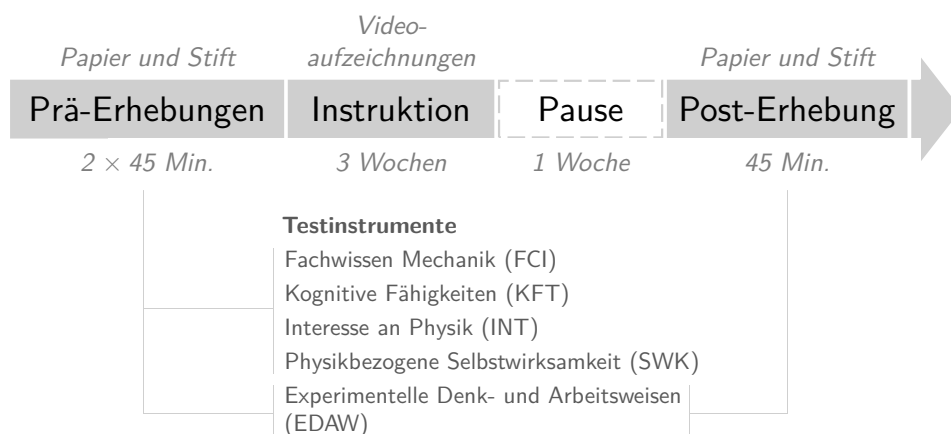 Papier und Stift
Video-
aufzeichnungen
Papier und Stift
Prä-Erhebungen
Instruktion
Pause
Post-Erhebung
2 × 45 Min.
3 Wochen
1 Woche
45 Min.
Testinstrumente
Fachwissen Mechanik (FCI)
Kognitive Fähigkeiten (KFT)
Interesse an Physik (INT)
Physikbezogene Selbstwirksamkeit (SWK)
Experimentelle Denk- und Arbeitsweisen
(EDAW)